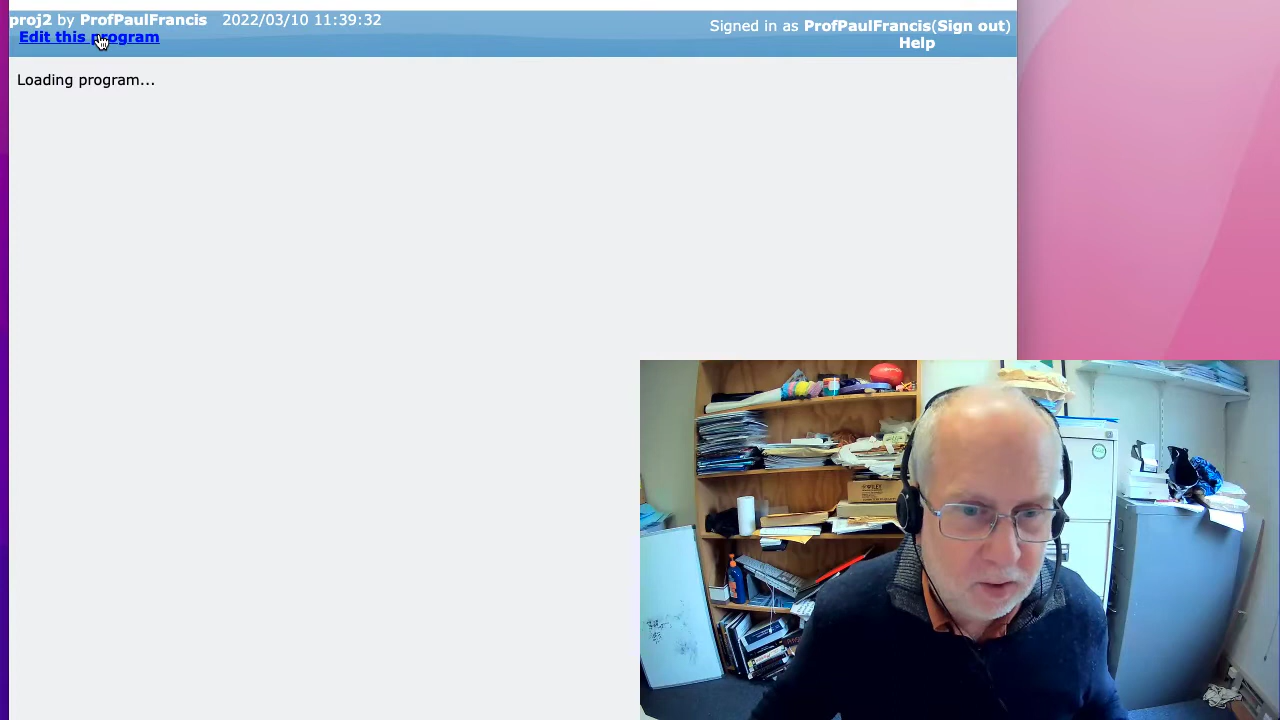 proj2 by ProfPaulFrancis 2022/03/10 11:39:32
Edit this program
Signed in as ProfPaulFrancis(Sign out)
Help
Loading program...